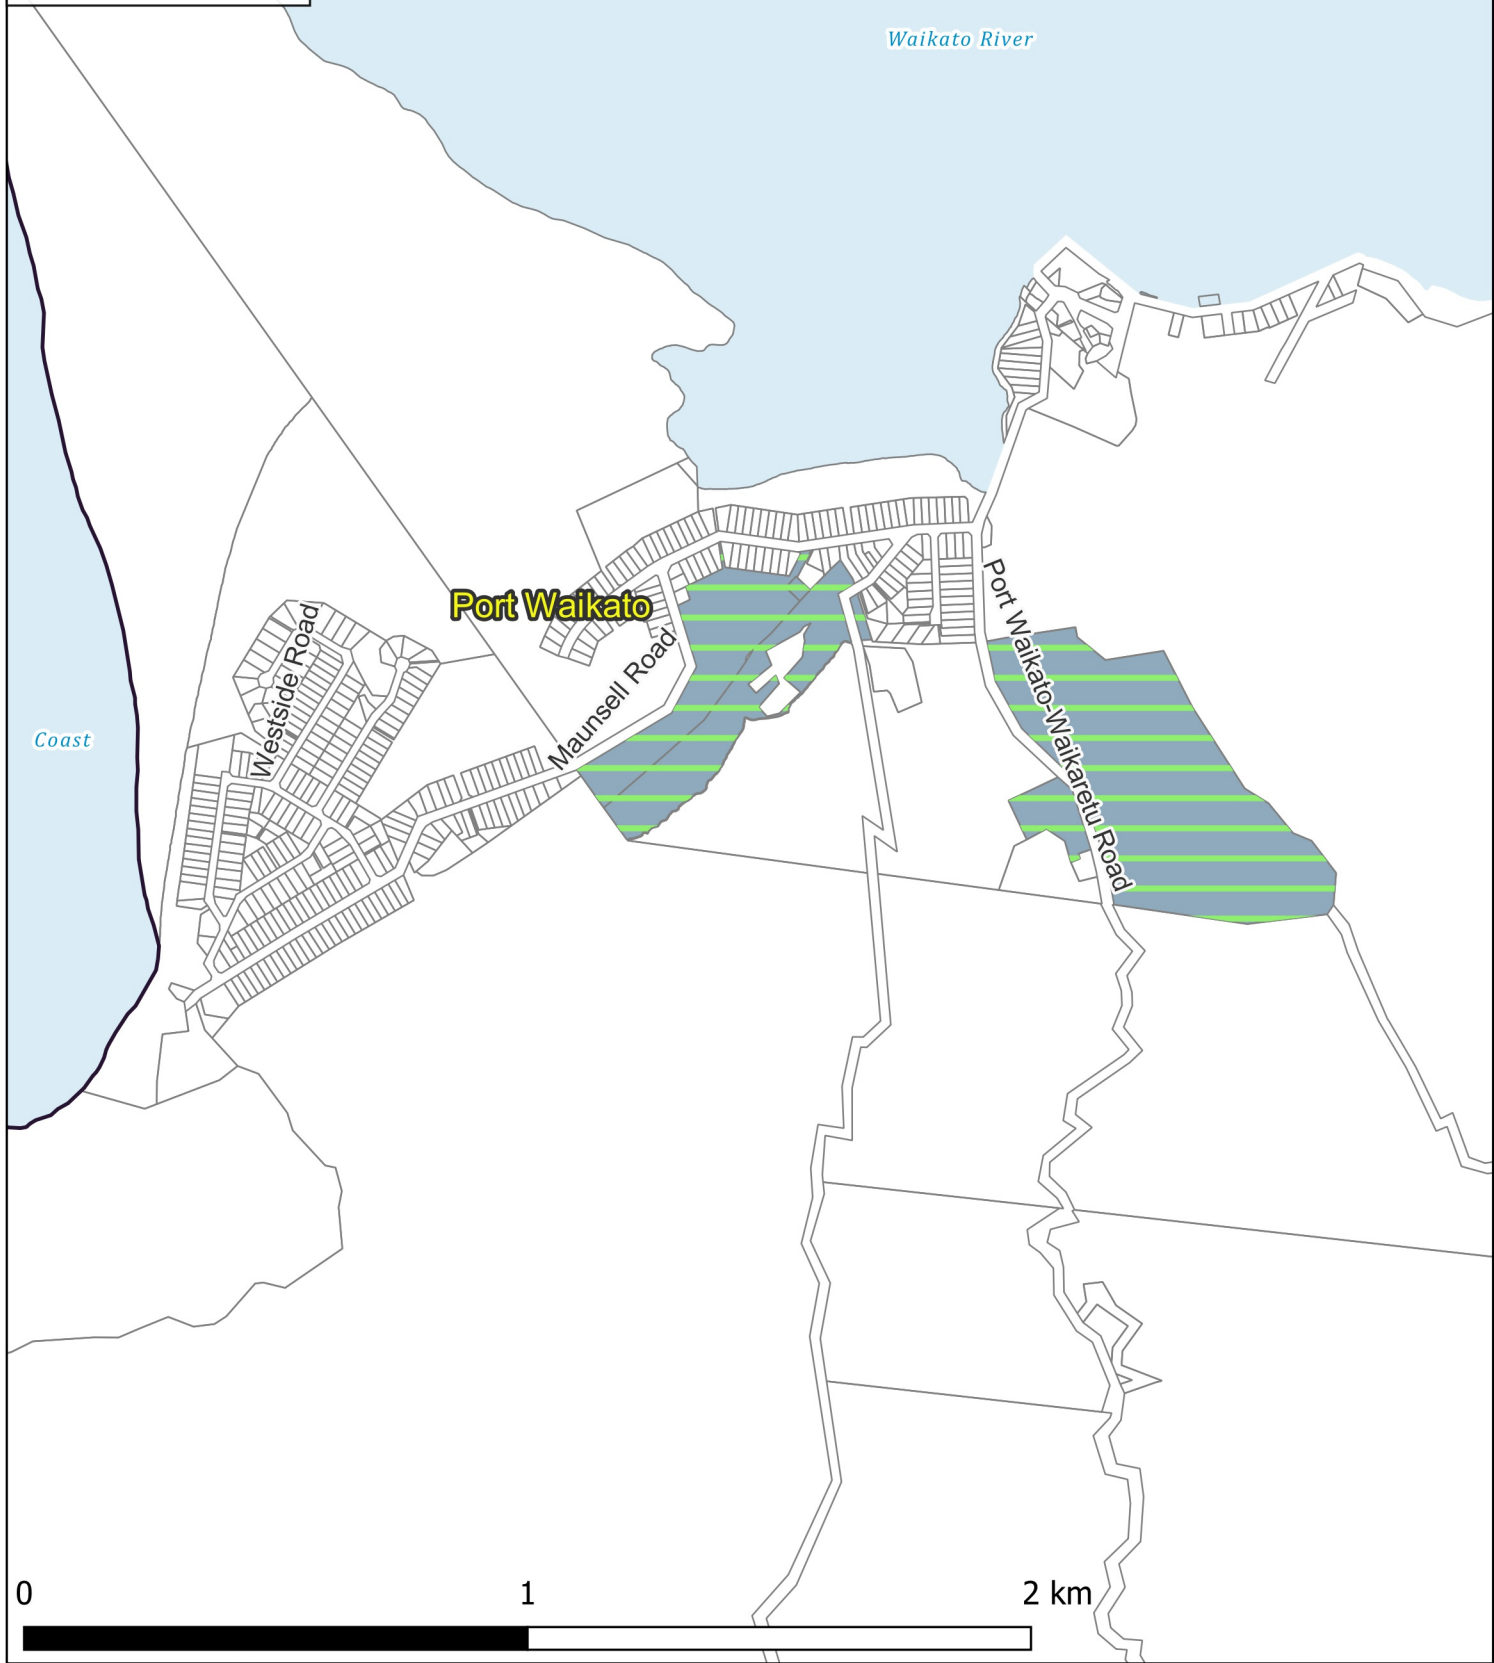 Waikato River
Port Waikato
Westside Road
Maunsell Road
Port Waikato-Waikaretu Road
Coast
0 1 2 km